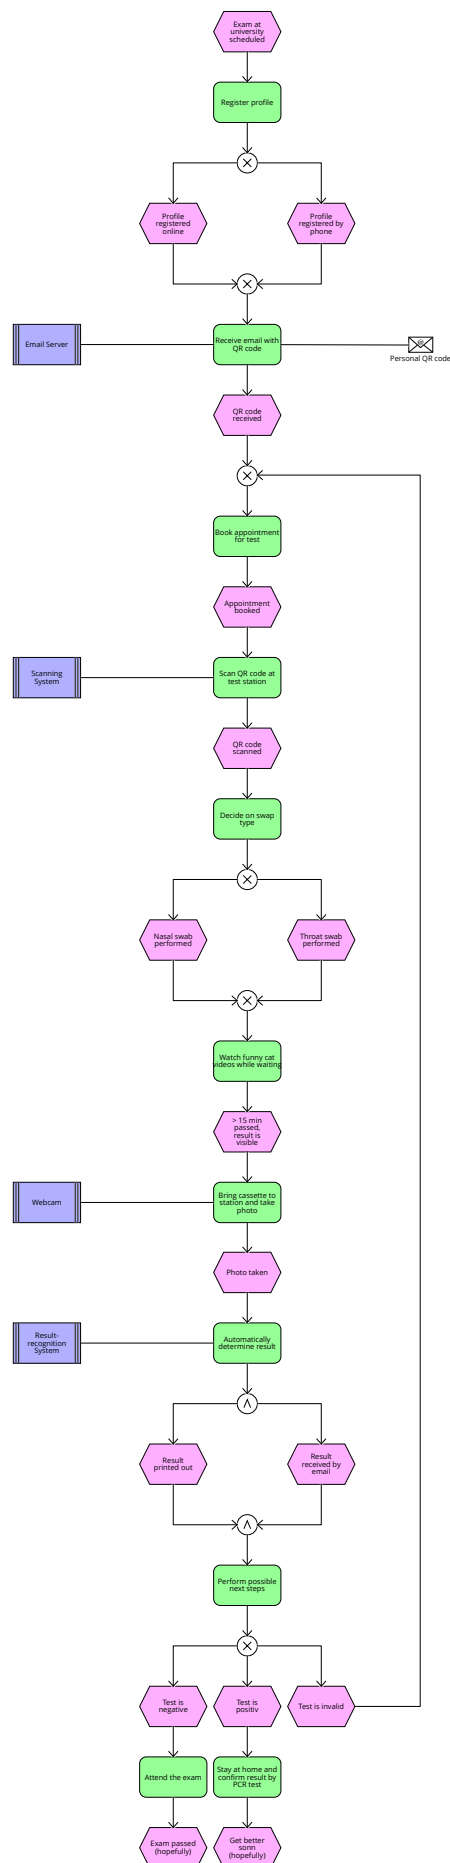 Exam at
university
scheduled
Register profile
Profile
registered
online
Profile
registered by
phone
Email Server
Receive email with
QR code
Personal QR code
QR code
received
Book appointment
for test
Appointment
booked
Scanning
System
Scan QR code at
test station
QR code
scanned
Decide on swap
type
Nasal swab
performed
Throat swab
performed
Watch funny cat
videos while waiting
> 15 min
passed,
result is
visible
Webcam
Bring cassette to
station and take
photo
Photo taken
Result-
recognition
System
Automatically
determine result
Result
printed out
Result
received by
email
Perform possible
next steps
Test is
negative
Test is
positiv
Test is invalid
Attend the exam
Stay at home and
confirm result by
PCR test
Exam passed
(hopefully)
Get better
sonn
(hopefully)